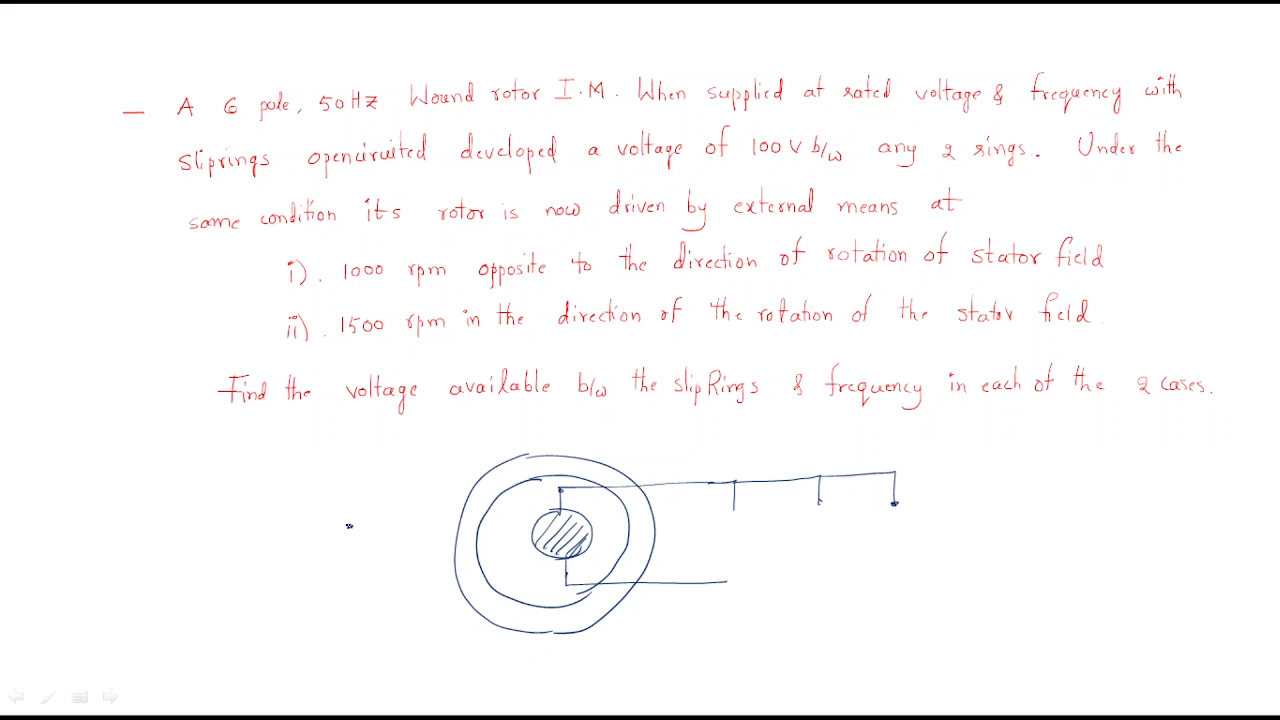 — A 6 pole, 50HZ Wound rotor I.M. When supplied at rated voltage & frequency with
sliprings opencircuited developed a voltage of 100V b/w any 2 rings. Under the
same condition its rotor is now driven by external means at
i). 1000 rpm opposite to the direction of rotation of stator field
ii) . 1500 rpm in the direction of the rotation of the stator field.
Find the voltage available b/w the slipRings & frequency in each of the 2 cases.